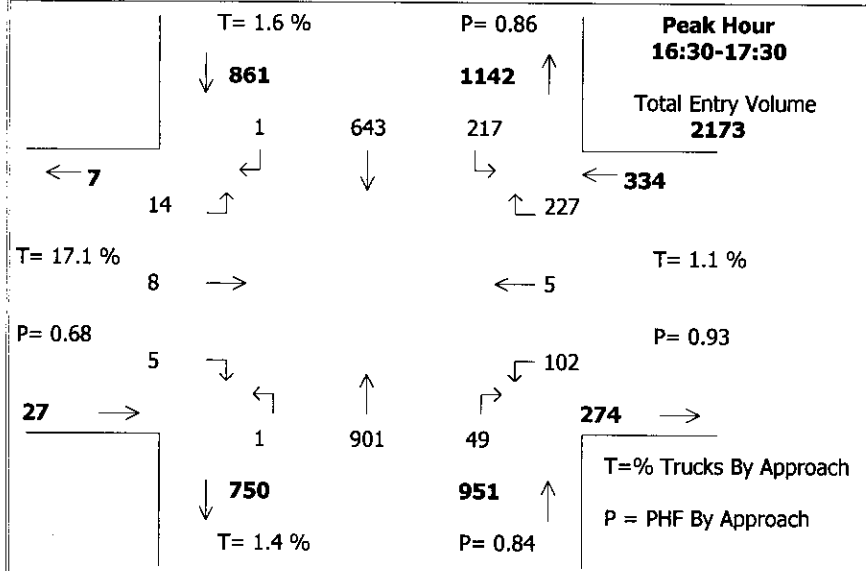 T= 1.6 % P= 0.86 Peak Hour
16:30-17:30
861 1142
Total Entry Volume
1 643 217 2173
7 334
14 227
T= 17.1 % T= 1.1 %
8 5
P= 0.68 P= 0.93
5 102
27 274
1 901 49
T=% Trucks By Approach
750 951
P = PHF By Approach
T= 1.4 % P= 0.84